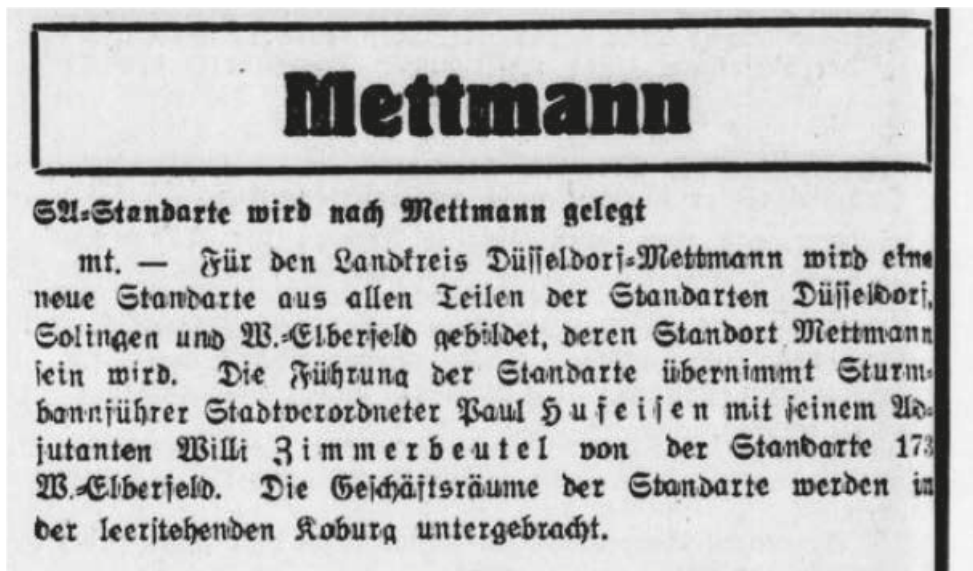 Mettmann
SA-Standarte wird nach Mettmann gelegt
mt. — Für den Landkreis Düsseldorf-Mettmann wird eine
neue Standarte aus allen Teilen der Standarten Düsseldorf,
Solingen und W.-Elberfeld gebildet, deren Standort Mettmann
sein wird. Die Führung der Standarte übernimmt Sturm-
bannführer Stadtverordneter Paul Hufeisen mit seinem Ad-
jutanten Willi Zimmerbeutel von der Standarte 173
W.-Elberfeld. Die Geschäftsräume der Standarte werden in
der leerstehenden Koburg untergebracht.